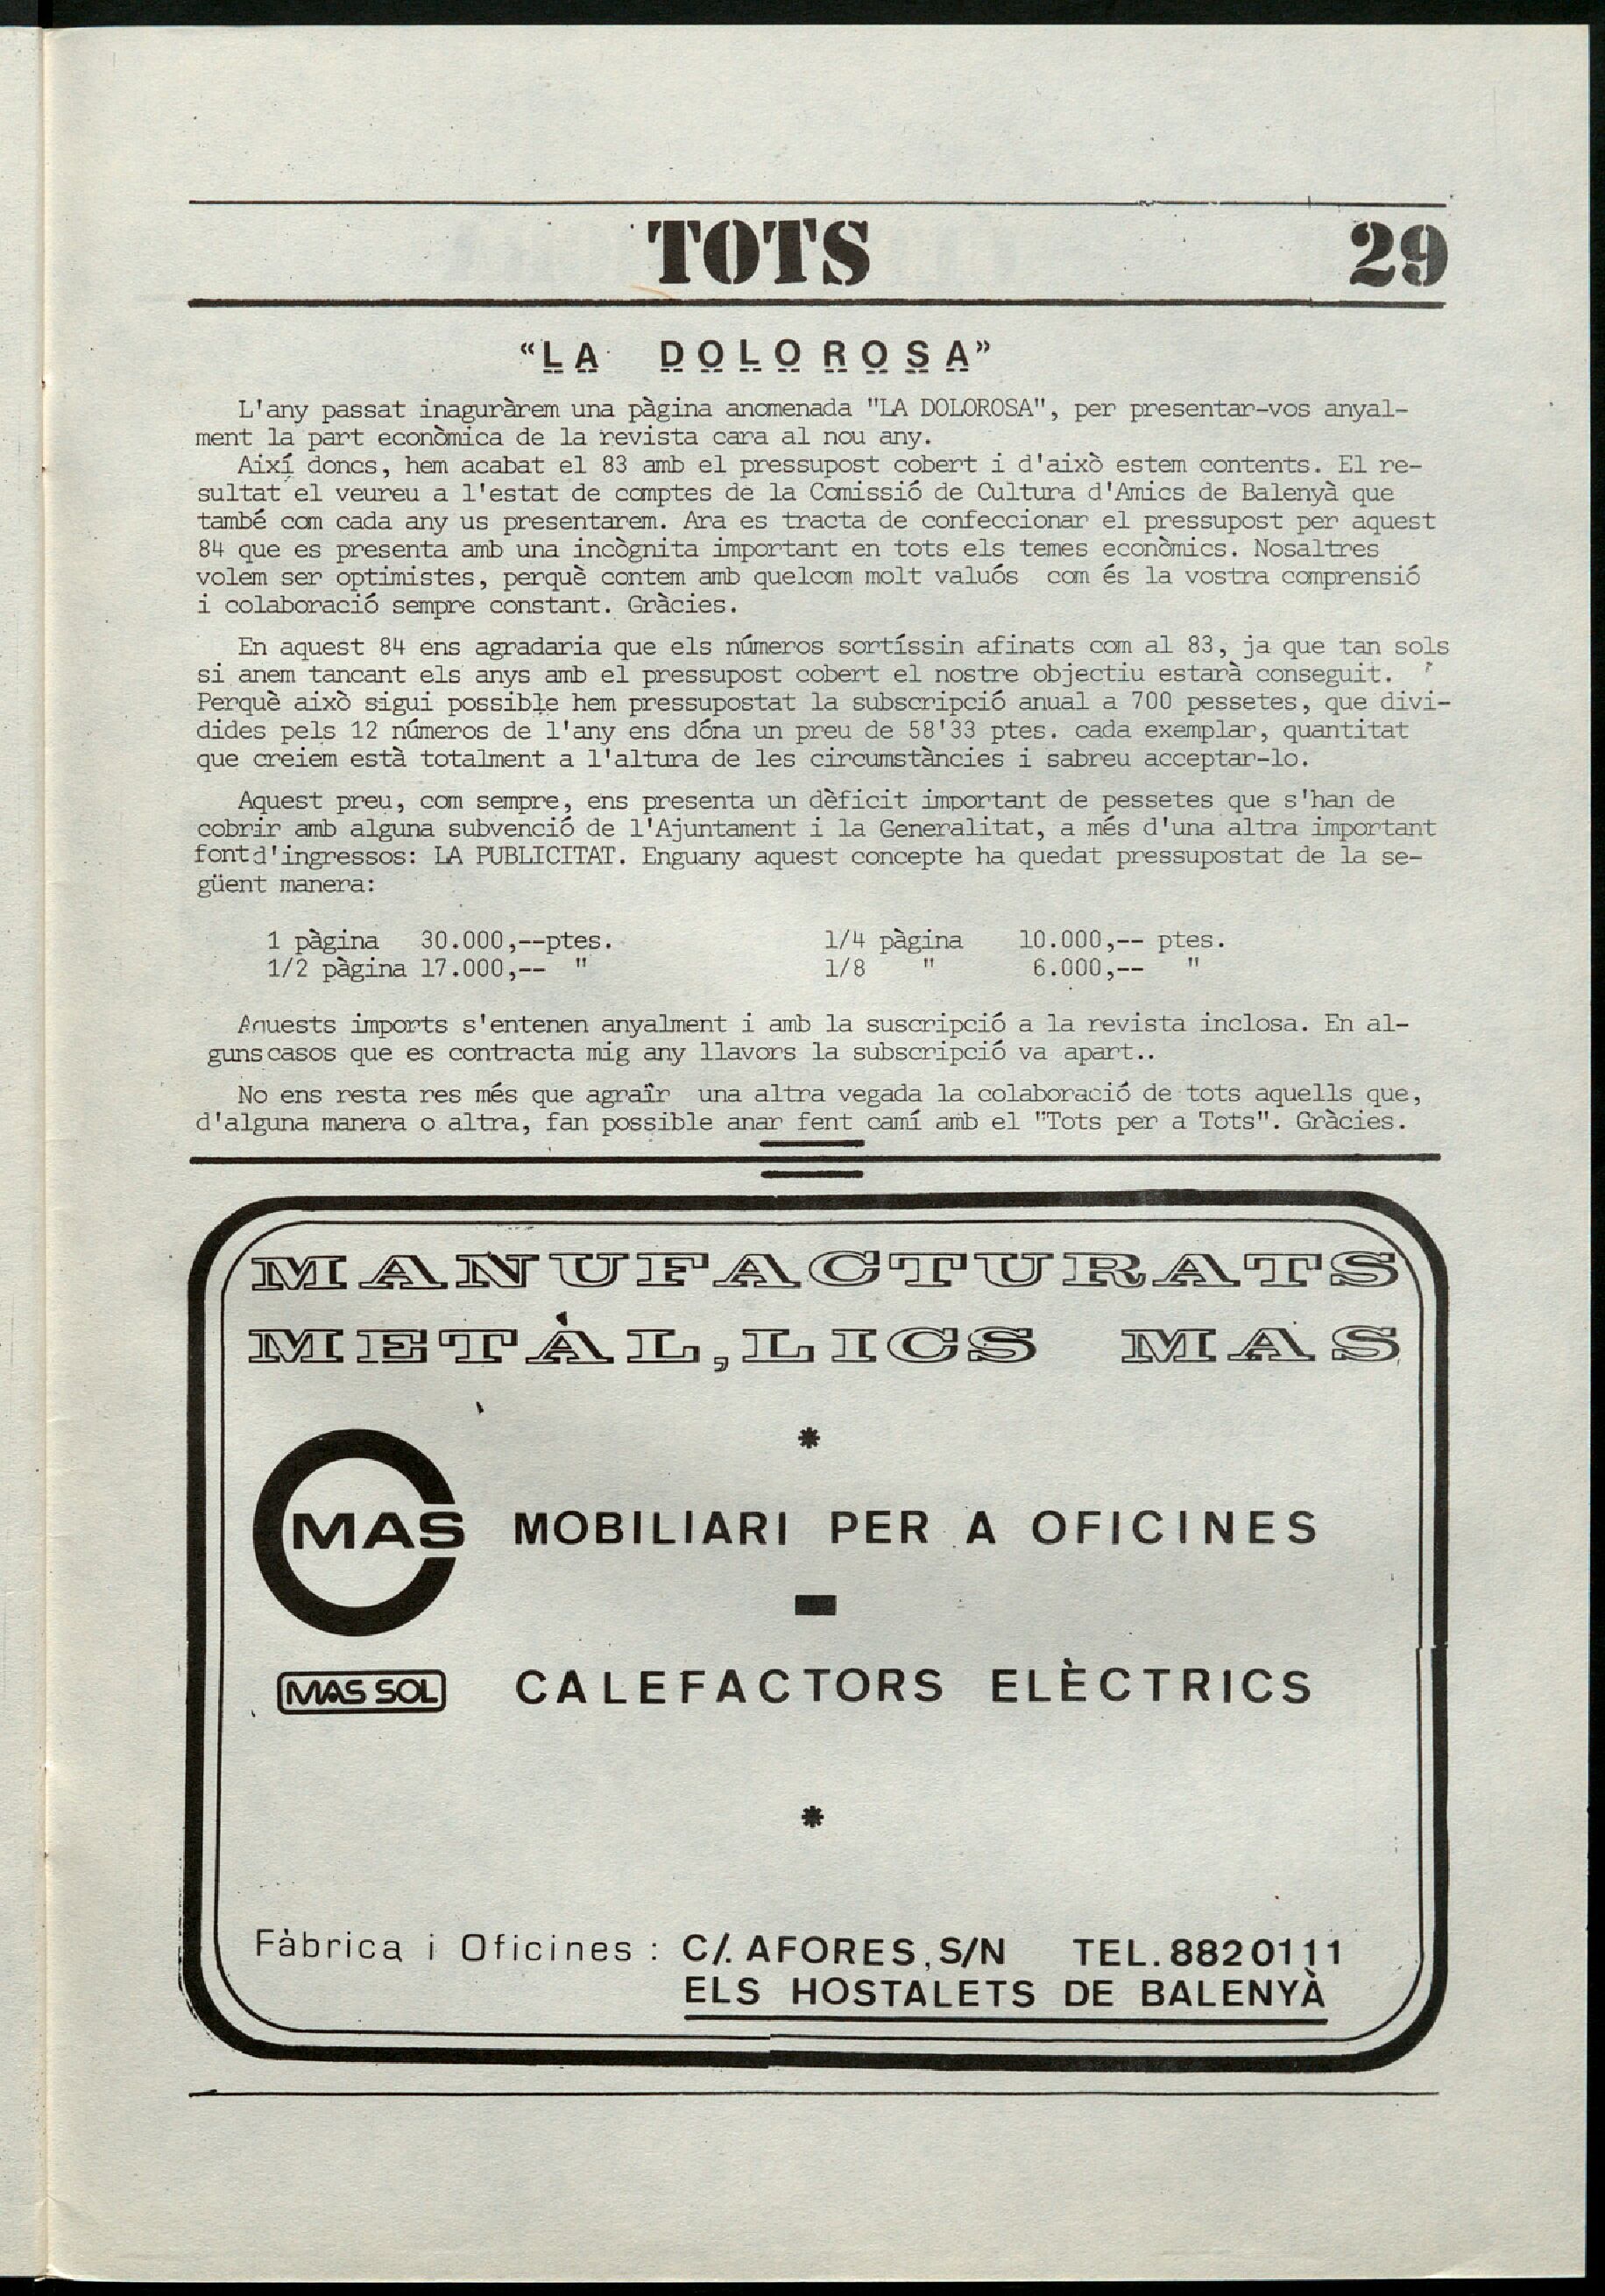 TOTS 29
"LA DOLOROSA"
L'any passat inaguràrem una pàgina anomenada "LA DOLOROSA", per presentar-vos anyal-
ment la part econòmica de la revista cara al nou any.
Així doncs, hem acabat el 83 amb el pressupost cobert i d'això estem contents. El re-
sultat el veureu a l'estat de comptes de la Comissió de Cultura d'Amics de Balenyà que
també com cada any us presentarem. Ara es tracta de confeccionar el pressupost per aquest
84 que es presenta amb una incògnita important en tots els temes econòmics. Nosaltres
volem ser optimistes, perquè contem amb quelcom molt valuós com és la vostra comprensió
i colaboració sempre constant. Gràcies.
En aquest 84 ens agradaria que els números sortíssin afinats com al 83, ja que tan sols
si anem tancant els anys amb el pressupost cobert el nostre objectiu estarà conseguit.
Perquè això sigui possible hem pressupostat la subscripció anual a 700 pessetes, que divi-
dides pels 12 números de l'any ens dóna un preu de 58'33 ptes. cada exemplar, quantitat
que creiem està totalment a l'altura de les circumstàncies i sabreu acceptar-lo.
Aquest preu, com sempre, ens presenta un dèficit important de pessetes que s'han de
cobrir amb alguna subvenció de l'Ajuntament i la Generalitat, a més d'una altra important
font d'ingressos: LA PUBLICITAT. Enguany aquest concepte ha quedat pressupostat de la se-
güent manera:
1 pàgina 30.000,--ptes. 1/4 pàgina 10.000,-- ptes.
1/2 pàgina 17.000,-- " 1/8 " 6.000,-- "
Aquests imports s'entenen anyalment i amb la suscripció a la revista inclosa. En al-
guns casos que es contracta mig any llavors la subscripció va apart..
No ens resta res més que agraïr una altra vegada la colaboració de tots aquells que,
d'alguna manera o altra, fan possible anar fent camí amb el "Tots per a Tots". Gràcies.
MANUFACTURATS
METÀL,LICS MAS
*
MAS MOBILIARI PER A OFICINES
MAS SOL CALEFACTORS ELÈCTRICS
*
Fàbrica i Oficines : C/. AFORES, S/N TEL. 8820111
ELS HOSTALETS DE BALENYÀ